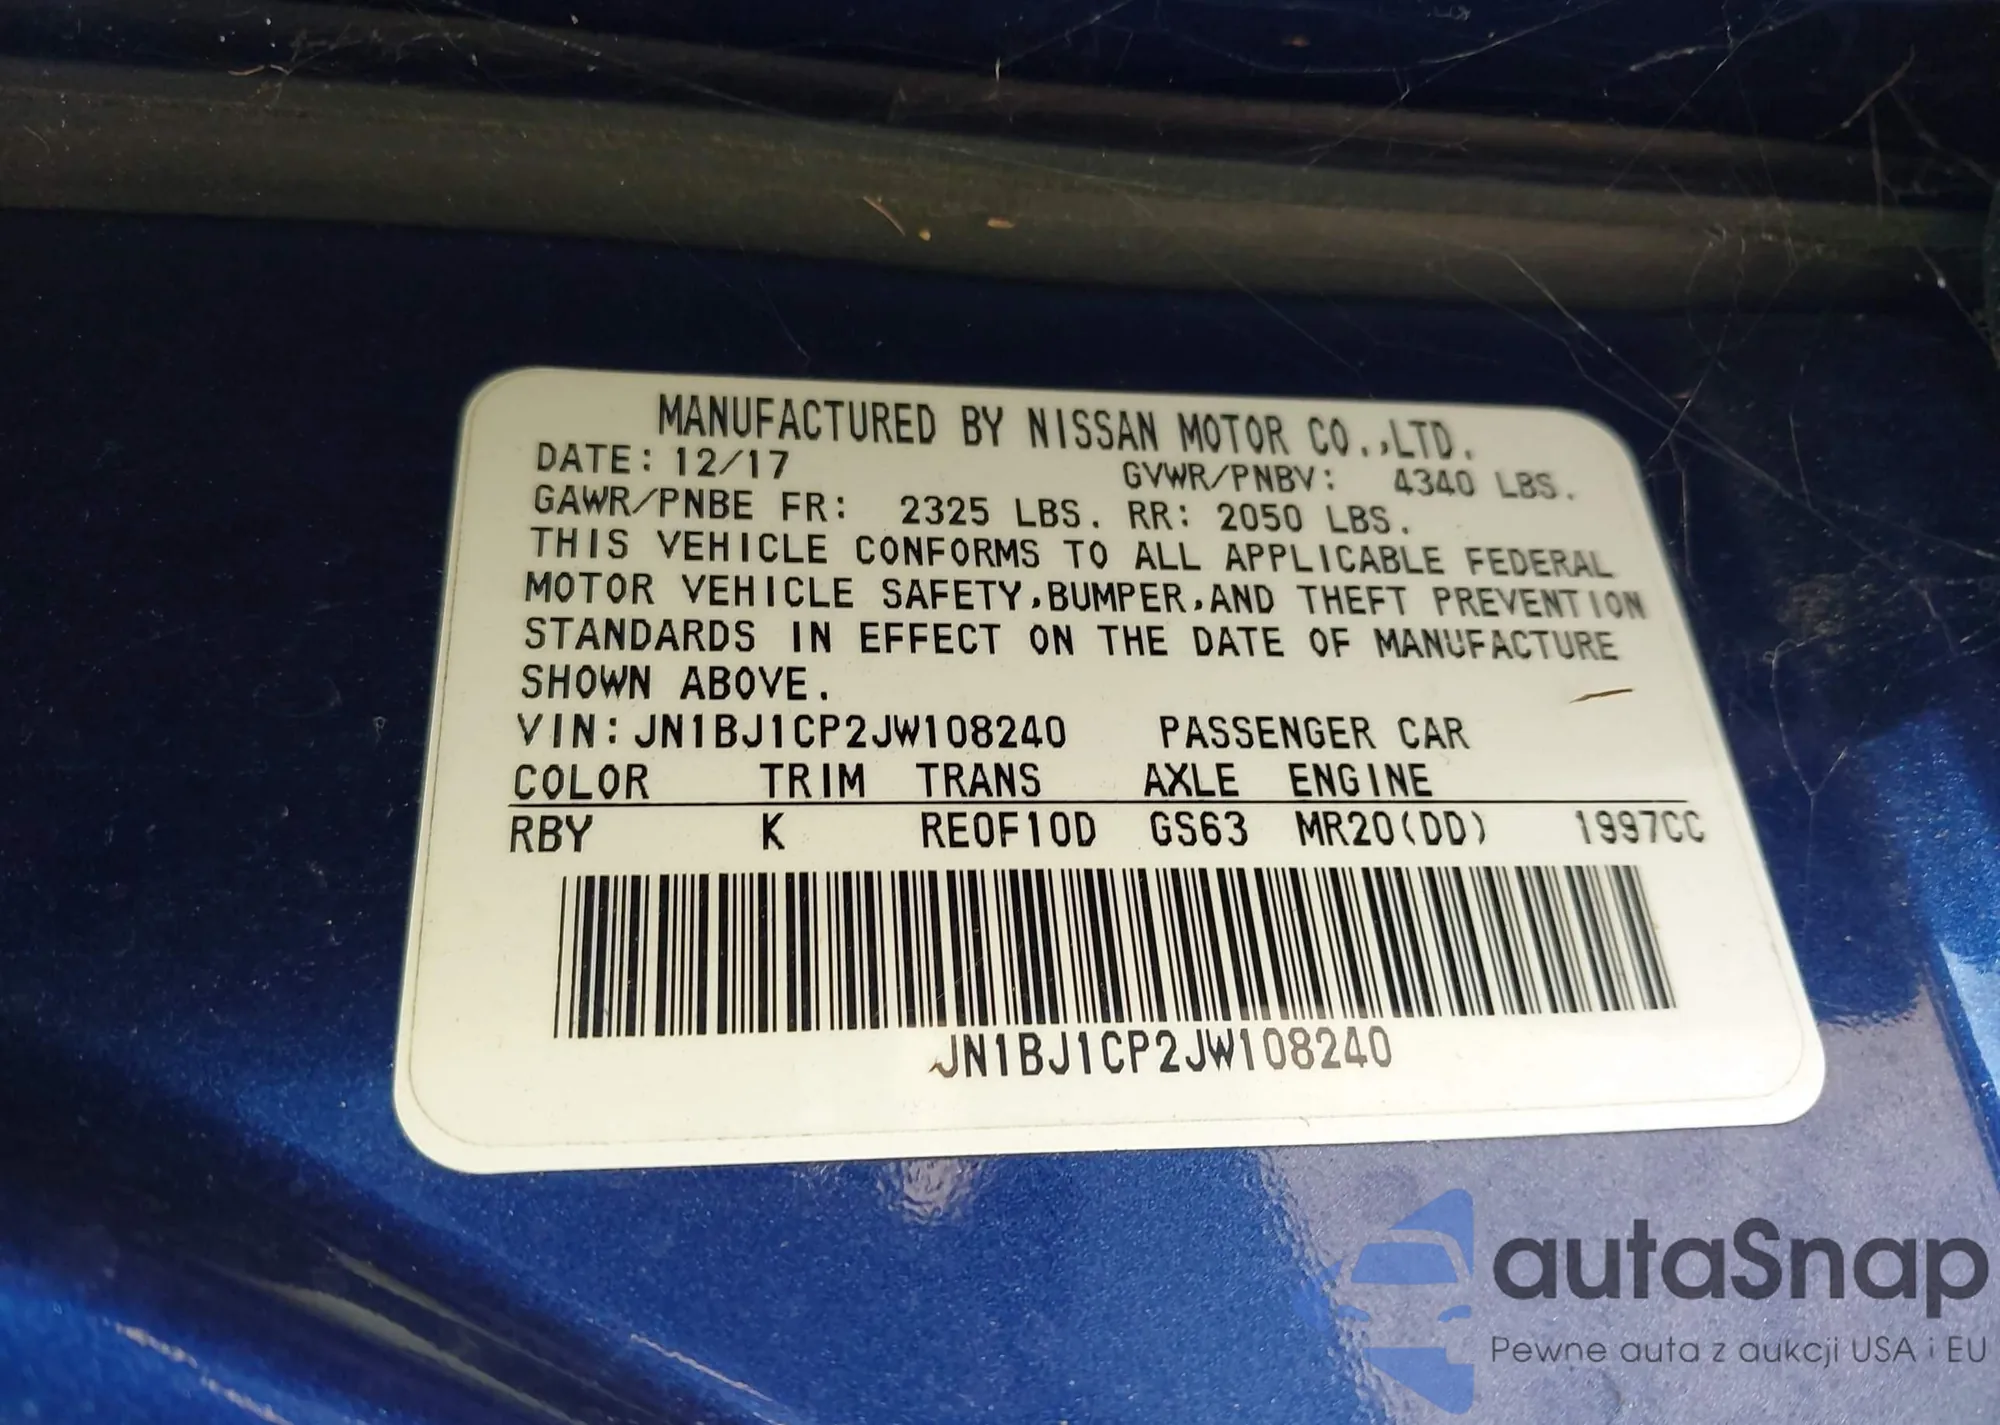 MANUFACTURED BY NISSAN MOTOR CO.,LTD.
DATE: 12/17 GVWR/PNBV: 4340 LBS.
GAWR/PNBE FR: 2325 LBS. RR: 2050 LBS.
THIS VEHICLE CONFORMS TO ALL APPLICABLE FEDERAL
MOTOR VEHICLE SAFETY,BUMPER,AND THEFT PREVENTION
STANDARDS IN EFFECT ON THE DATE OF MANUFACTURE
SHOWN ABOVE.
VIN:JN1BJ1CP2JW108240 PASSENGER CAR
COLOR TRIM TRANS AXLE ENGINE
RBY K RE0F10D GS63 MR20(DD) 1997CC
JN1BJ1CP2JW108240
autaSnap
Pewne auta z aukcji USA i EU